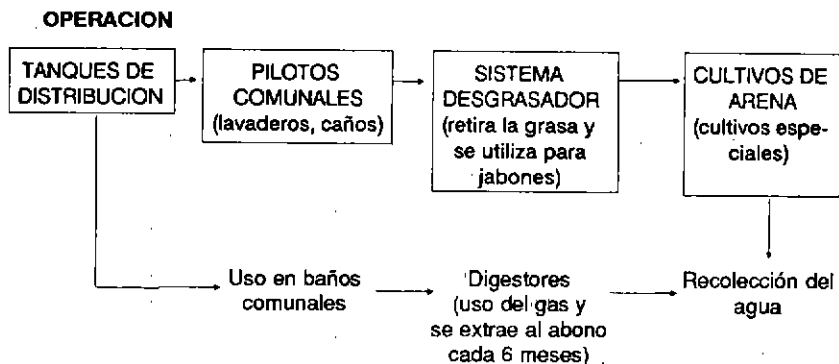 OPERACION
TANQUES DE
DISTRIBUCION
PILOTOS
COMUNALES
(lavaderos, caños)
SISTEMA
DESGRASADOR
(retira la grasa y
se utiliza para
jabones)
CULTIVOS DE
ARENA
(cultivos espe-
ciales)
Uso en baños
comunales
Digestores
(uso del gas y
se extrae al abono
cada 6 meses)
Recolección del
agua